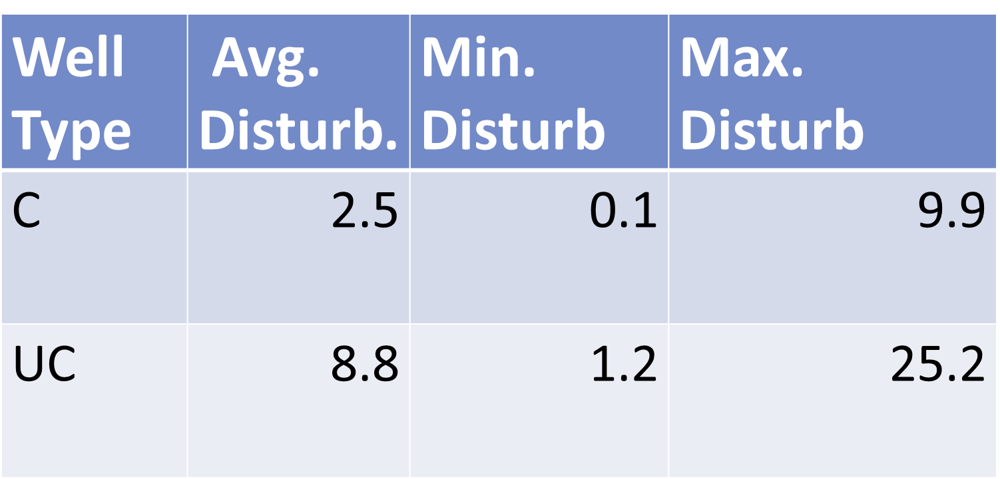 Well Type Avg. Disturb. Min. Disturb Max. Disturb
C 2.5 0.1 9.9
UC 8.8 1.2 25.2